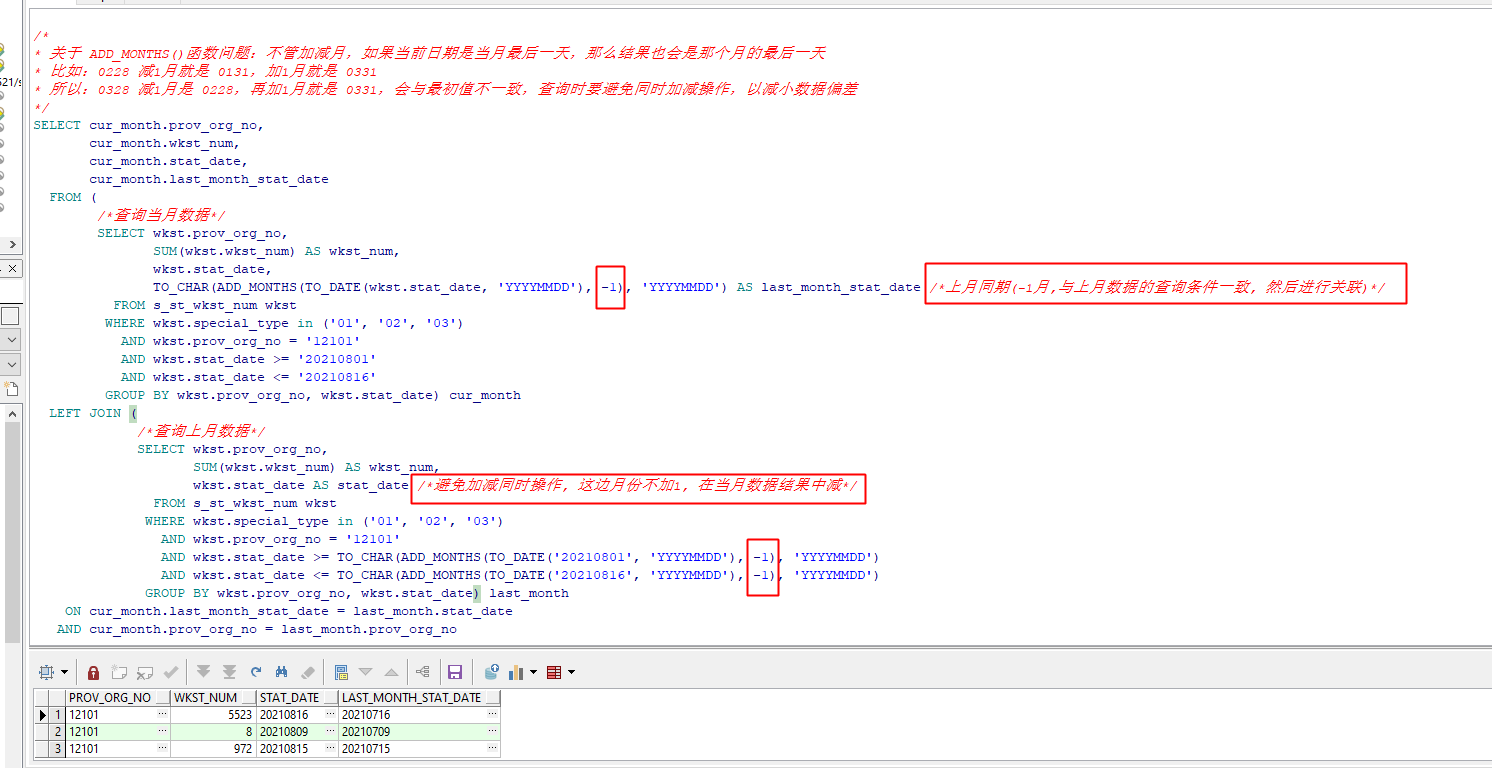 /*
* 关于 ADD_MONTHS()函数问题：不管加减月，如果当前日期是当月最后一天，那么结果也会是那个月的最后一天
* 比如：0228 减1月就是 0131，加1月就是 0331
* 所以：0328 减1月是 0228，再加1月就是 0331，会与最初值不一致，查询时要避免同时加减操作，以减小数据偏差
*/
SELECT cur_month.prov_org_no,
cur_month.wkst_num,
cur_month.stat_date,
cur_month.last_month_stat_date
FROM (
/*查询当月数据*/
SELECT wkst.prov_org_no,
SUM(wkst.wkst_num) AS wkst_num,
wkst.stat_date,
TO_CHAR(ADD_MONTHS(TO_DATE(wkst.stat_date, 'YYYYMMDD'), -1), 'YYYYMMDD') AS last_month_stat_date /*上月同期(-1月,与上月数据的查询条件一致, 然后进行关联)*/
FROM s_st_wkst_num wkst
WHERE wkst.special_type in ('01', '02', '03')
AND wkst.prov_org_no = '12101'
AND wkst.stat_date >= '20210801'
AND wkst.stat_date <= '20210816'
GROUP BY wkst.prov_org_no, wkst.stat_date) cur_month
LEFT JOIN (
/*查询上月数据*/
SELECT wkst.prov_org_no,
SUM(wkst.wkst_num) AS wkst_num,
wkst.stat_date AS stat_date /*避免加减同时操作, 这边月份不加1, 在当月数据结果中减*/
FROM s_st_wkst_num wkst
WHERE wkst.special_type in ('01', '02', '03')
AND wkst.prov_org_no = '12101'
AND wkst.stat_date >= TO_CHAR(ADD_MONTHS(TO_DATE('20210801', 'YYYYMMDD'), -1), 'YYYYMMDD')
AND wkst.stat_date <= TO_CHAR(ADD_MONTHS(TO_DATE('20210816', 'YYYYMMDD'), -1), 'YYYYMMDD')
GROUP BY wkst.prov_org_no, wkst.stat_date) last_month
ON cur_month.last_month_stat_date = last_month.stat_date
AND cur_month.prov_org_no = last_month.prov_org_no
PROV_ORG_NO WKST_NUM STAT_DATE LAST_MONTH_STAT_DATE
1 12101 ... 5523 20210816 ... 20210716 ...
2 12101 ... 8 20210809 ... 20210709 ...
3 12101 ... 972 20210815 ... 20210715 ...